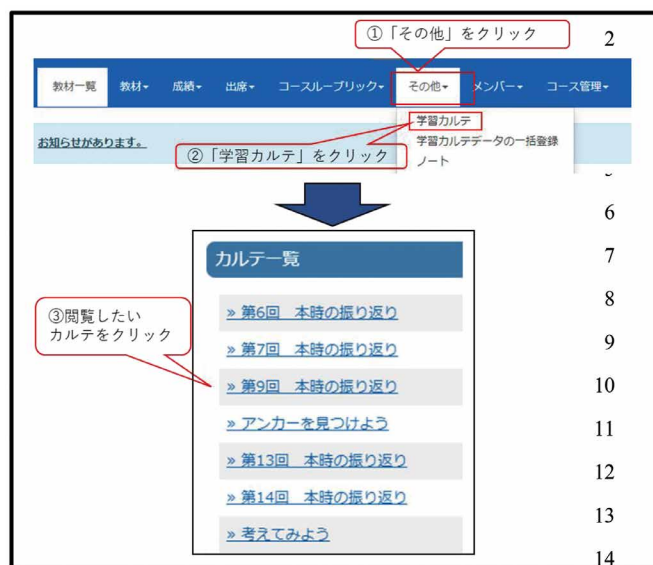 ①「その他」をクリック
2
教材一覧 教材 成績 出席 コースルーブリック その他 メンバー コース管理
学習カルテ
お知らせがあります。
学習カルテデータの一括登録
②「学習カルテ」をクリック
ノート
6
カルテ一覧
7
8
» 第6回 本時の振り返り
③閲覧したい
カルテをクリック
9
» 第7回 本時の振り返り
» 第9回 本時の振り返り
10
» アンカーを見つけよう
11
» 第13回 本時の振り返り
12
» 第14回 本時の振り返り
13
» 考えてみよう
14